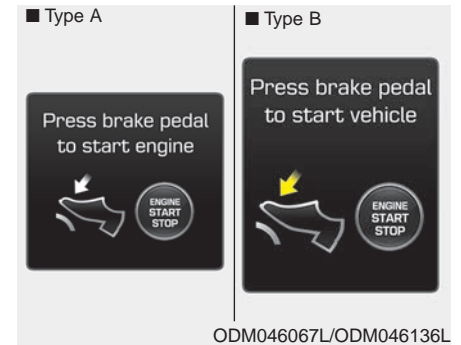 ■ Type A
Press brake pedal
to start engine
ENGINE
START
STOP
■ Type B
Press brake pedal
to start vehicle
ENGINE
START
STOP
ODM046067L/ODM046136L